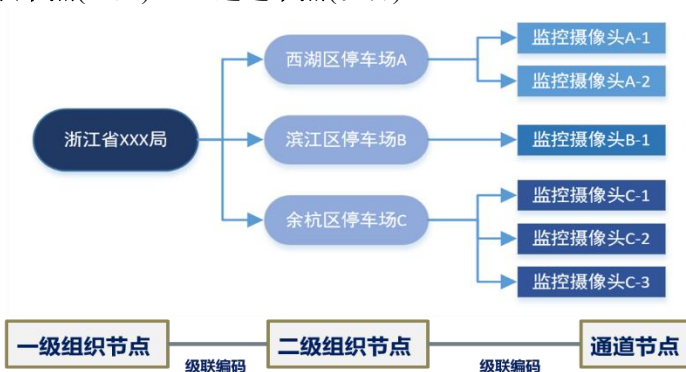 监控摄像头A-1
西湖区停车场A
监控摄像头A-2
浙江省XXX局
滨江区停车场B
监控摄像头B-1
监控摄像头C-1
余杭区停车场C
监控摄像头C-2
监控摄像头C-3
一级组织节点
级联编码
二级组织节点
级联编码
通道节点